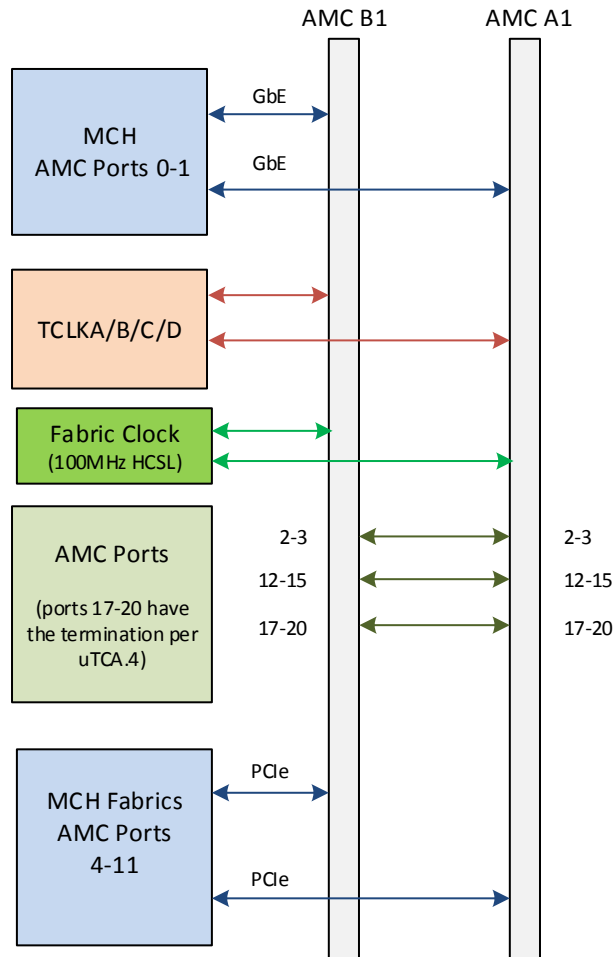 AMC B1
AMC A1
GbE
MCH
AMC Ports 0-1
GbE
TCLKA/B/C/D
Fabric Clock
(100MHz HCSL)
AMC Ports
(ports 17-20 have
the termination per
uTCA.4)
2-3
2-3
12-15
12-15
17-20
17-20
PCIe
MCH Fabrics
AMC Ports
4-11
PCIe